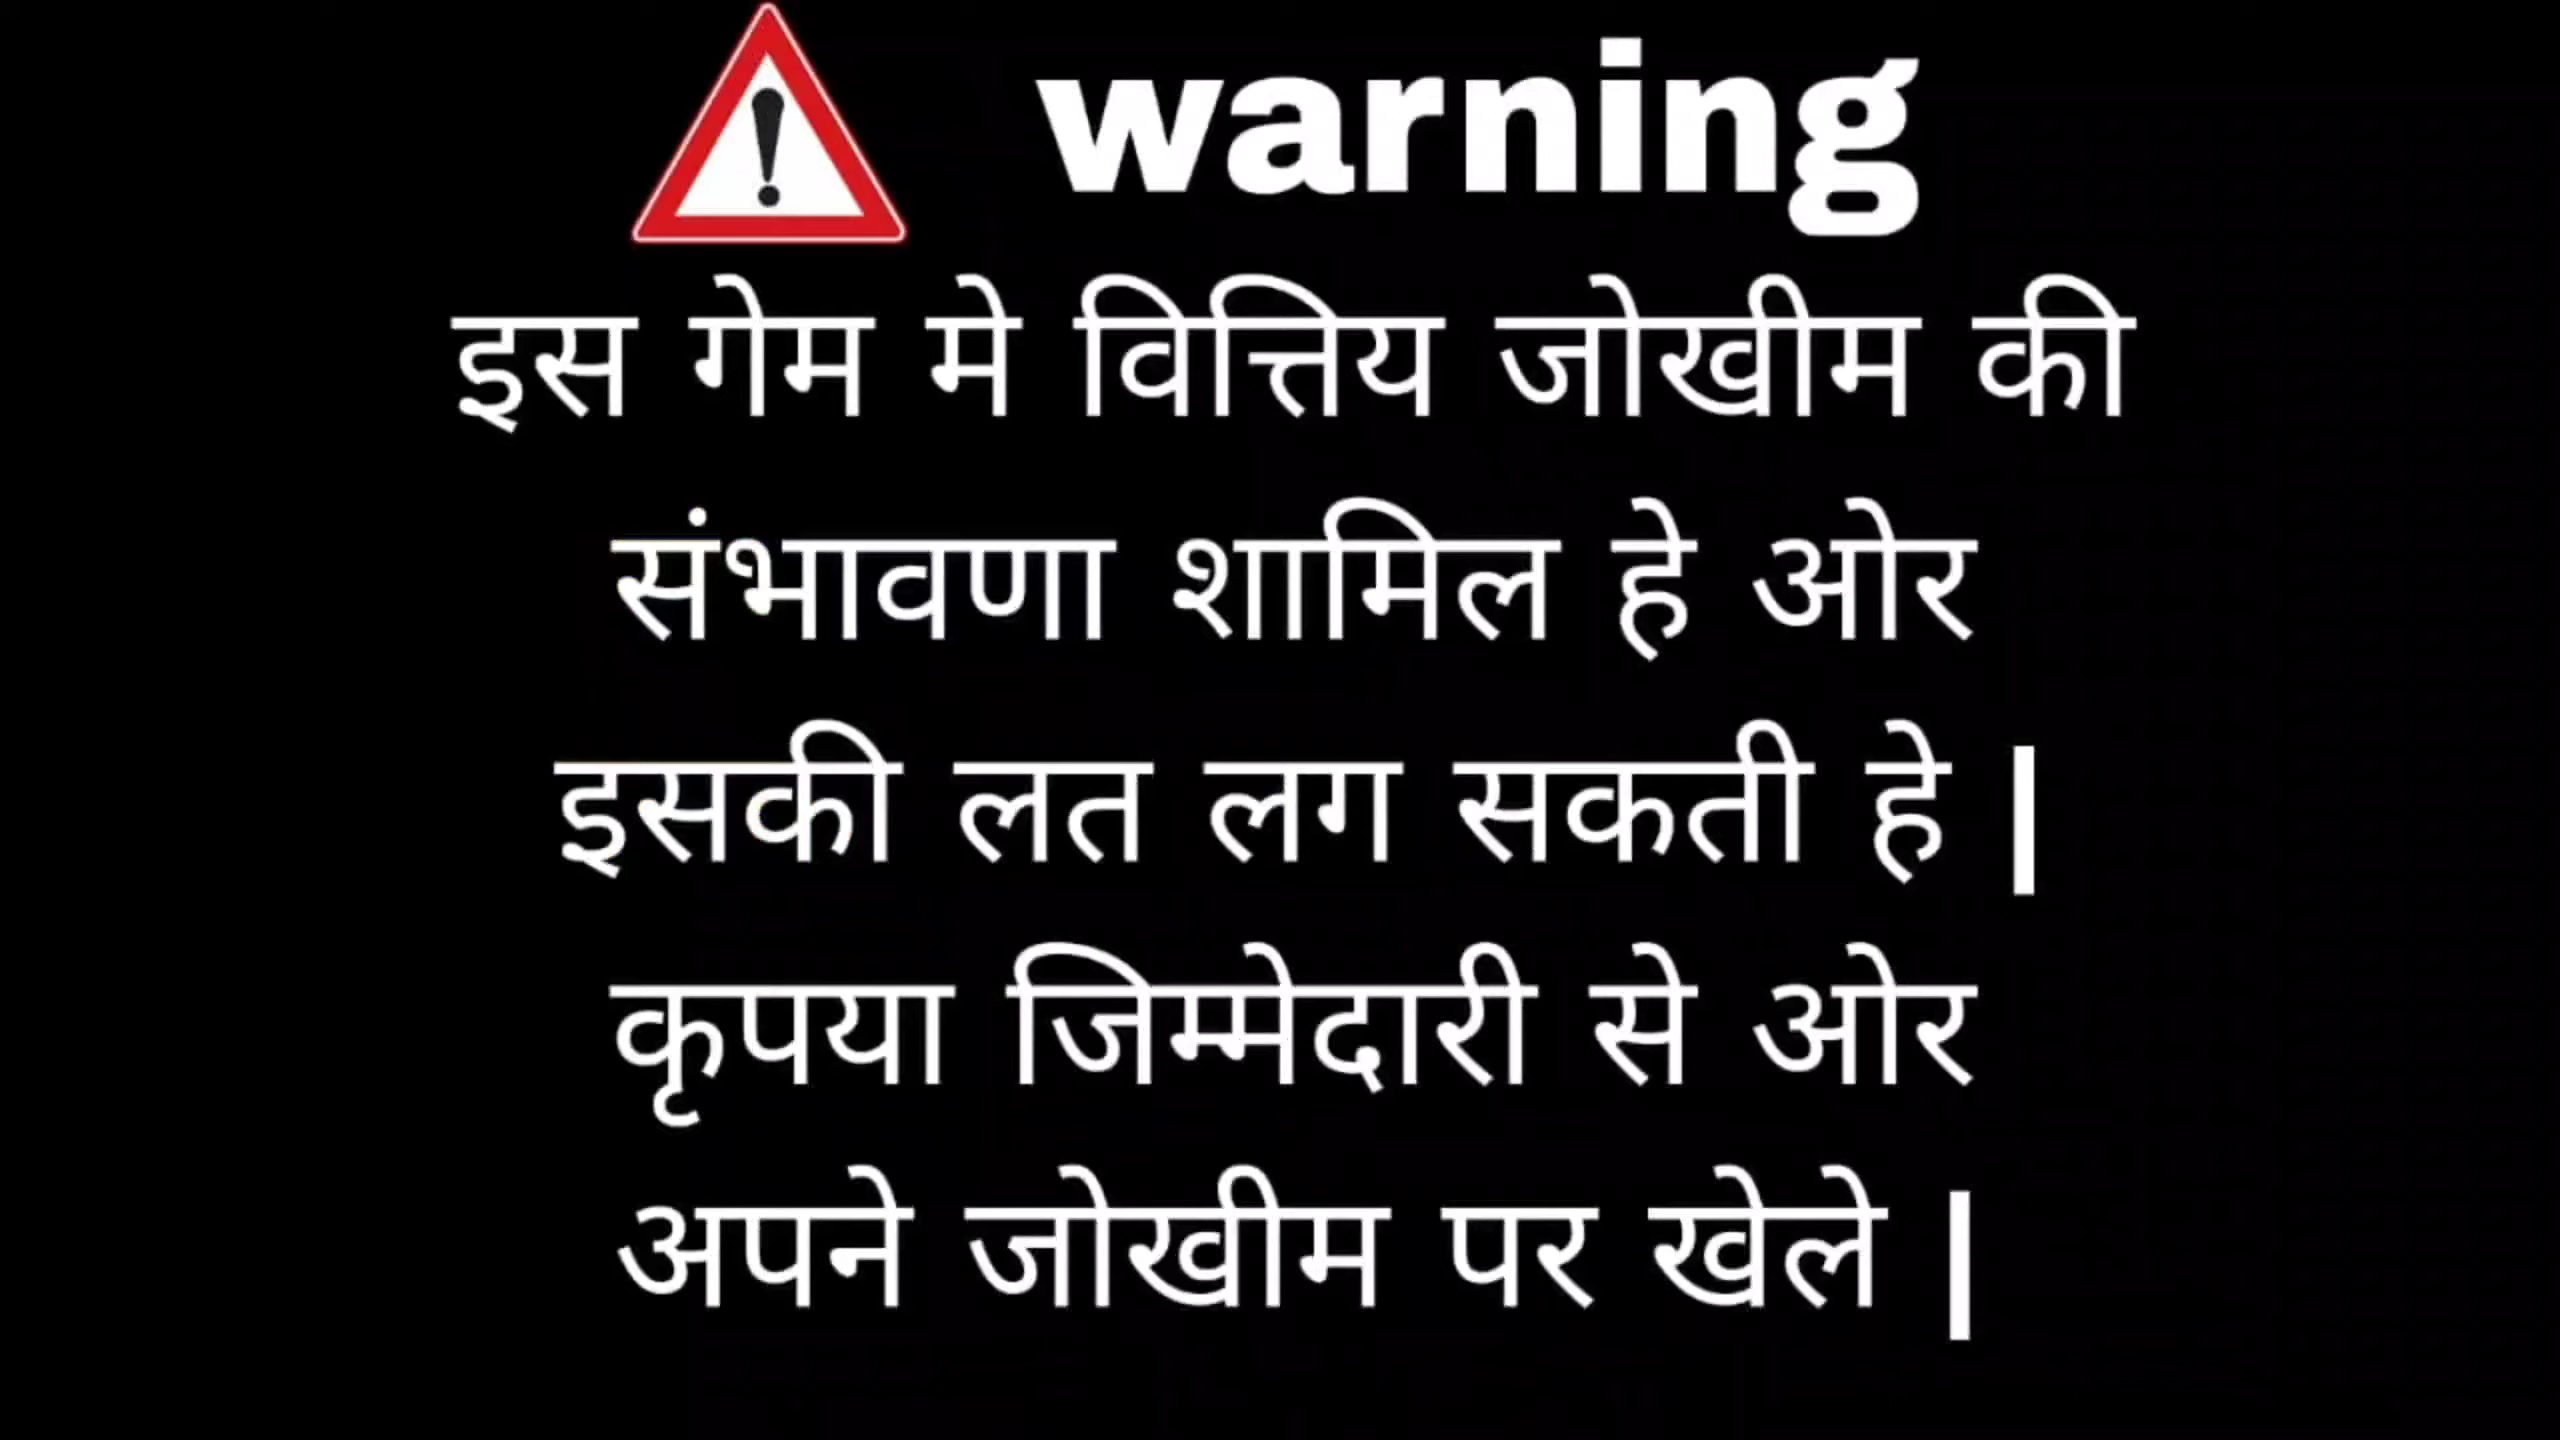 warning
इस गेम मे वित्तिय जोखीम की
संभावणा शामिल हे ओर
इसकी लत लग सकती हे |
कृपया जिम्मेदारी से ओर
अपने जोखीम पर खेले |